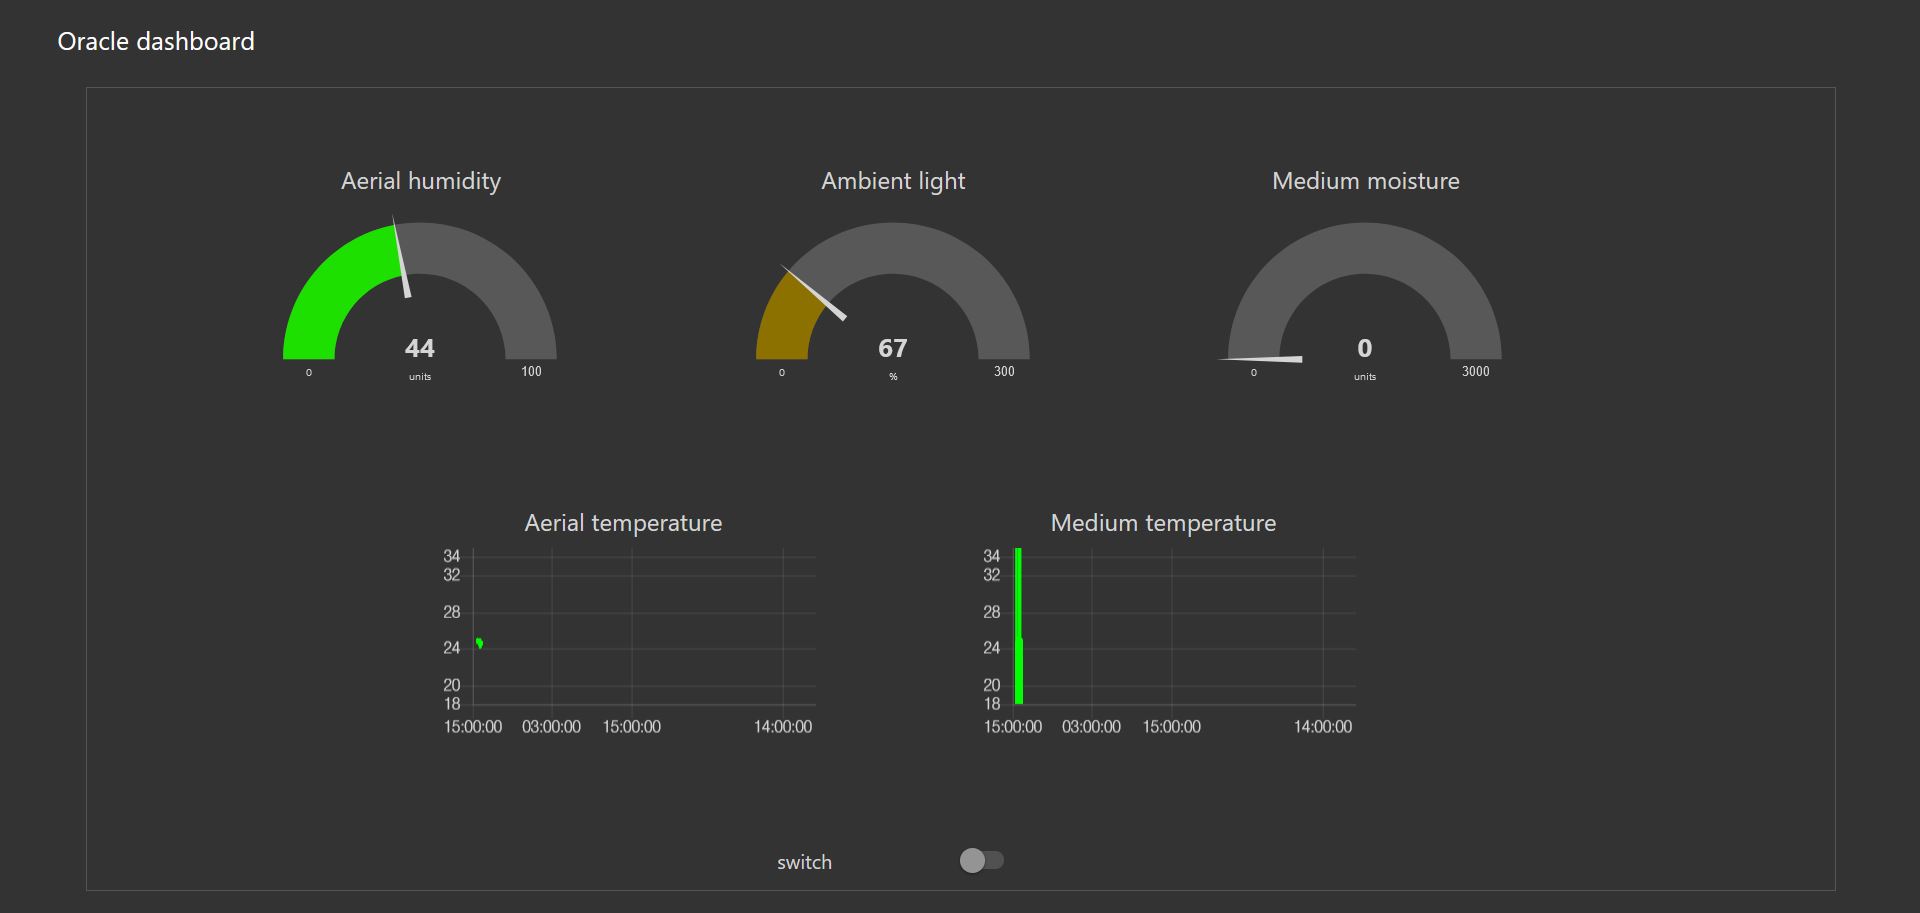 Oracle dashboard
Aerial humidity
44
0 units 100
Ambient light
67
0 % 300
Medium moisture
0
0 units 3000
Aerial temperature
34
32
28
24
20
18
15:00:00 03:00:00 15:00:00 14:00:00
Medium temperature
34
32
28
24
20
18
15:00:00 03:00:00 15:00:00 14:00:00
switch